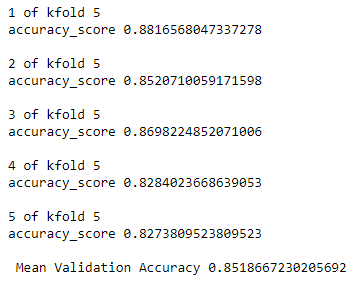 1 of kfold 5
accuracy_score 0.8816568047337278
2 of kfold 5
accuracy_score 0.8520710059171598
3 of kfold 5
accuracy_score 0.8698224852071006
4 of kfold 5
accuracy_score 0.8284023668639053
5 of kfold 5
accuracy_score 0.8273809523809523
Mean Validation Accuracy 0.8518667230205692